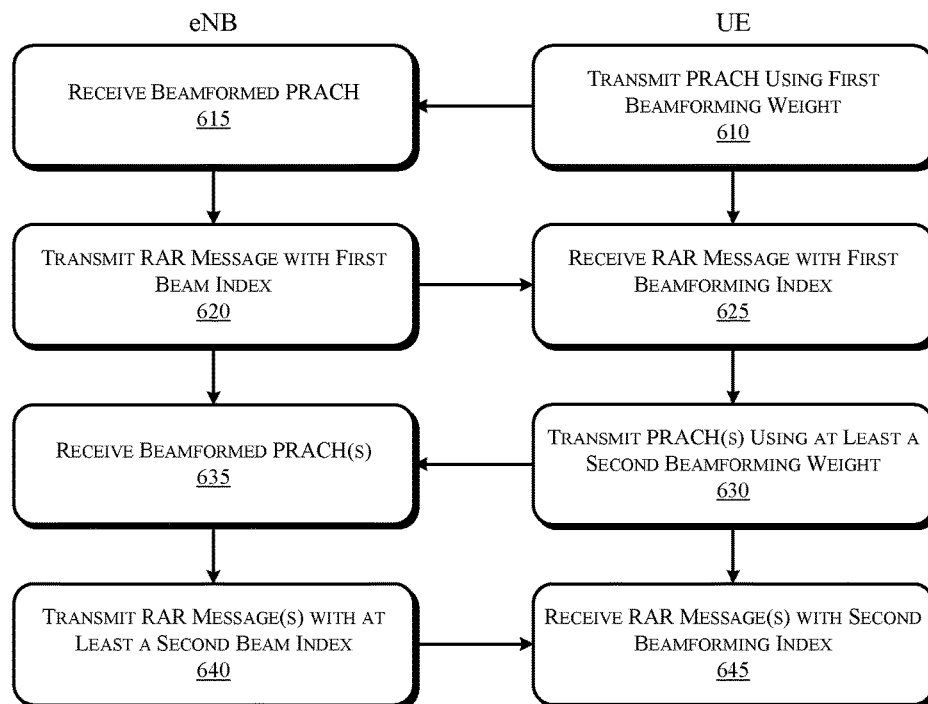 eNB
UE
RECEIVE BEAMFORMED PRACH
615
TRANSMIT PRACH USING FIRST
BEAMFORMING WEIGHT
610
TRANSMIT RAR MESSAGE WITH FIRST
BEAM INDEX
620
RECEIVE RAR MESSAGE WITH FIRST
BEAMFORMING INDEX
625
RECEIVE BEAMFORMED PRACH(S)
635
TRANSMIT PRACH(S) USING AT LEAST A
SECOND BEAMFORMING WEIGHT
630
TRANSMIT RAR MESSAGE(S) WITH AT
LEAST A SECOND BEAM INDEX
640
RECEIVE RAR MESSAGE(S) WITH SECOND
BEAMFORMING INDEX
645